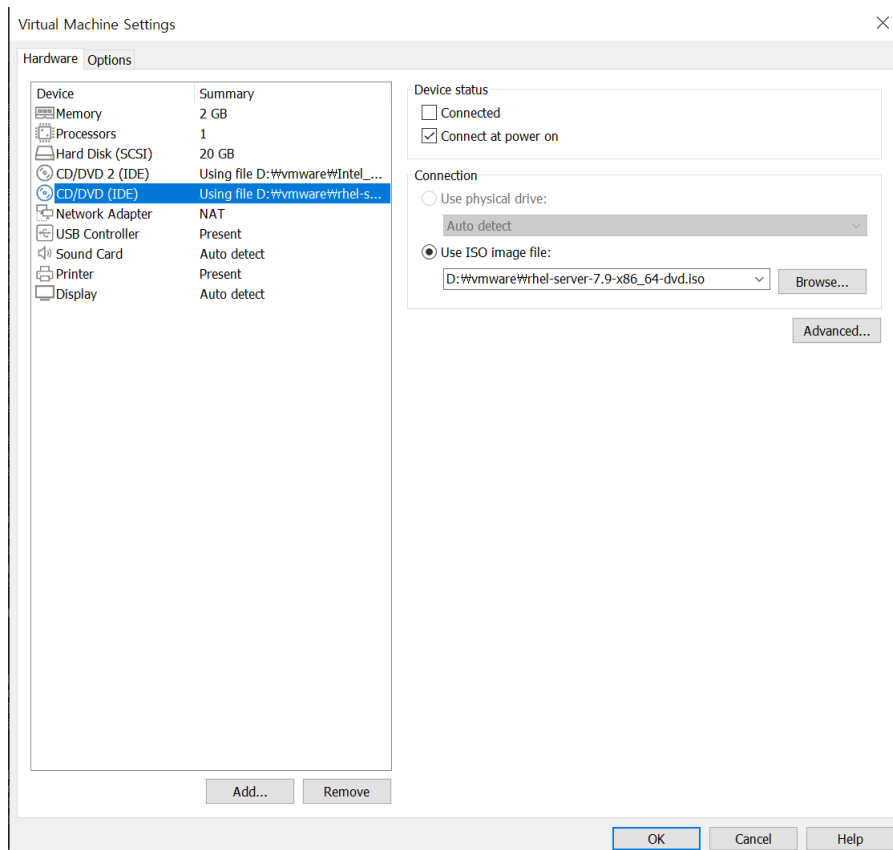 Virtual Machine Settings
Hardware Options
Device Summary
Memory 2 GB
Processors 1
Hard Disk (SCSI) 20 GB
CD/DVD 2 (IDE) Using file D:₩vmware₩Intel_...
CD/DVD (IDE) Using file D:₩vmware₩rhel-s...
Network Adapter NAT
USB Controller Present
Sound Card Auto detect
Printer Present
Display Auto detect
Add... Remove
Device status
Connected
Connect at power on
Connection
Use physical drive:
Auto detect
Use ISO image file:
D:₩vmware₩rhel-server-7.9-x86_64-dvd.iso Browse...
Advanced...
OK Cancel Help